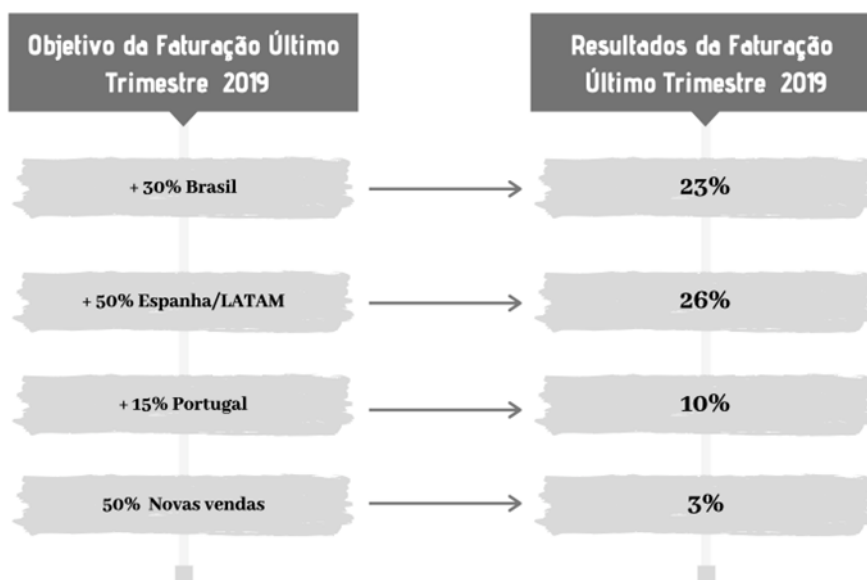 Objetivo da Faturação Último
Trimestre 2019
Resultados da Faturação
Último Trimestre 2019
+ 30% Brasil
23%
+ 50% Espanha/LATAM
26%
+ 15% Portugal
10%
50% Novas vendas
3%